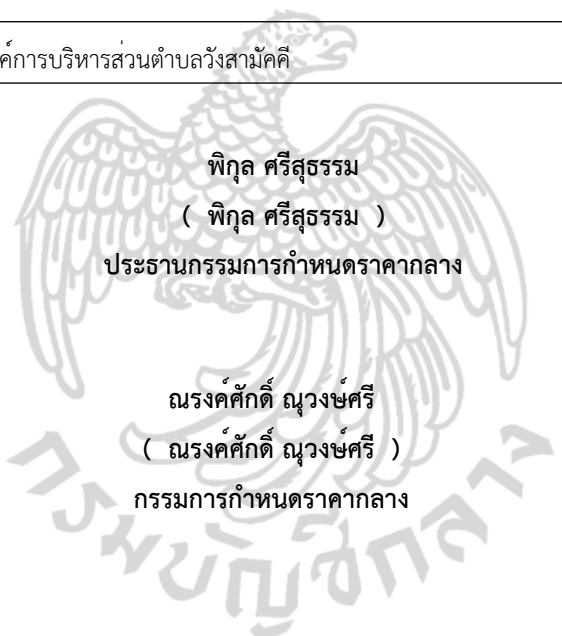 ค์การบริหารส่วนตำบลวังสามัคคี
พิกุล ศรีสุธรรม
( พิกุล ศรีสุธรรม )
ประธานกรรมการกำหนดราคากลาง
ณรงค์ศักดิ์ ณุวงษ์ศรี
( ณรงค์ศักดิ์ ณุวงษ์ศรี )
กรรมการกำหนดราคากลาง
กรมบัญชีกลาง